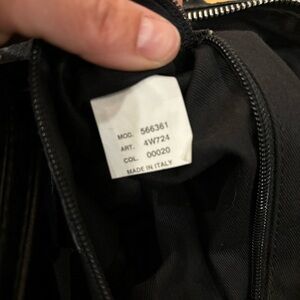 MOD. 566361
ART. 4W724
COL. 00020
MADE IN ITALY